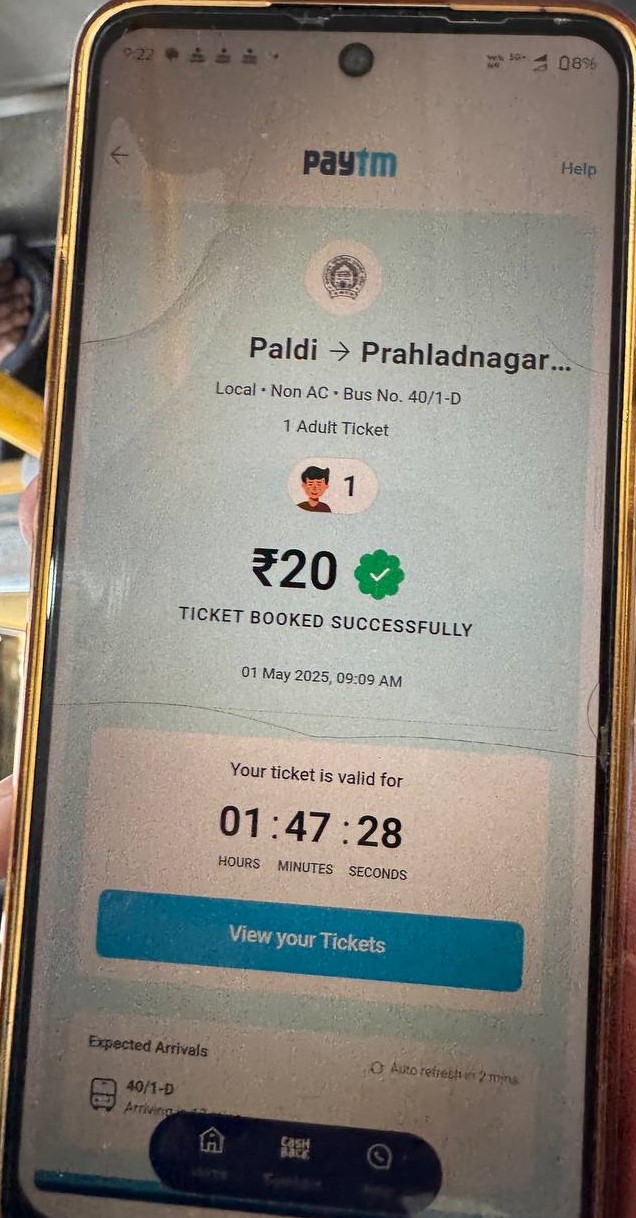 9:22
5G+
08%
paytm
Help
Paldi → Prahladnagar...
Local • Non AC • Bus No. 40/1-D
1 Adult Ticket
1
₹20
TICKET BOOKED SUCCESSFULLY
01 May 2025, 09:09 AM
Your ticket is valid for
01 : 47 : 28
HOURS MINUTES SECONDS
View your Tickets
Expected Arrivals
Auto refresh in 2 mins
40/1-D
Arriving in
CASH
BACK